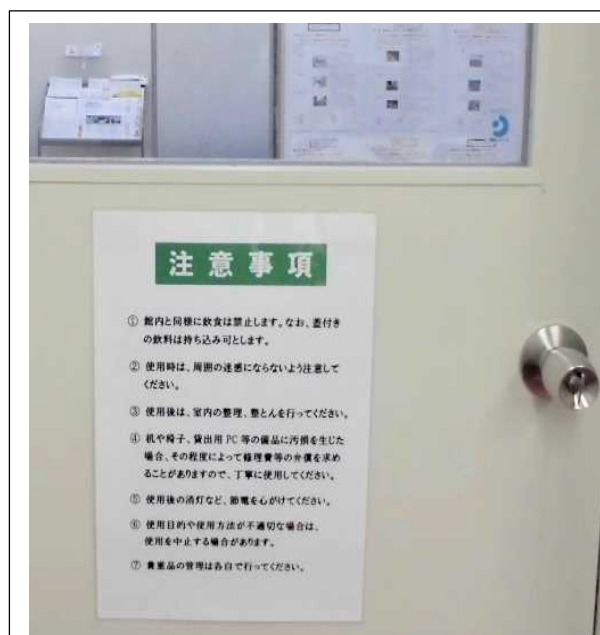 注意事項
① 館内と同様に飲食は禁止します。なお、蓋付き
の飲料は持ち込み可とします。
② 使用時は、周囲の迷惑にならないよう注意して
ください。
③ 使用後は、室内の整理、整とんを行ってください。
④ 机や椅子、貸出用 PC 等の備品に汚損を生じた
場合、その程度によって修理費等の弁償を求め
ることがありますので、丁寧に使用してください。
⑤ 使用後の消灯など、節電を心がけてください。
⑥ 使用目的や使用方法が不適切な場合は、
使用を中止する場合があります。
⑦ 貴重品の管理は各自で行ってください。